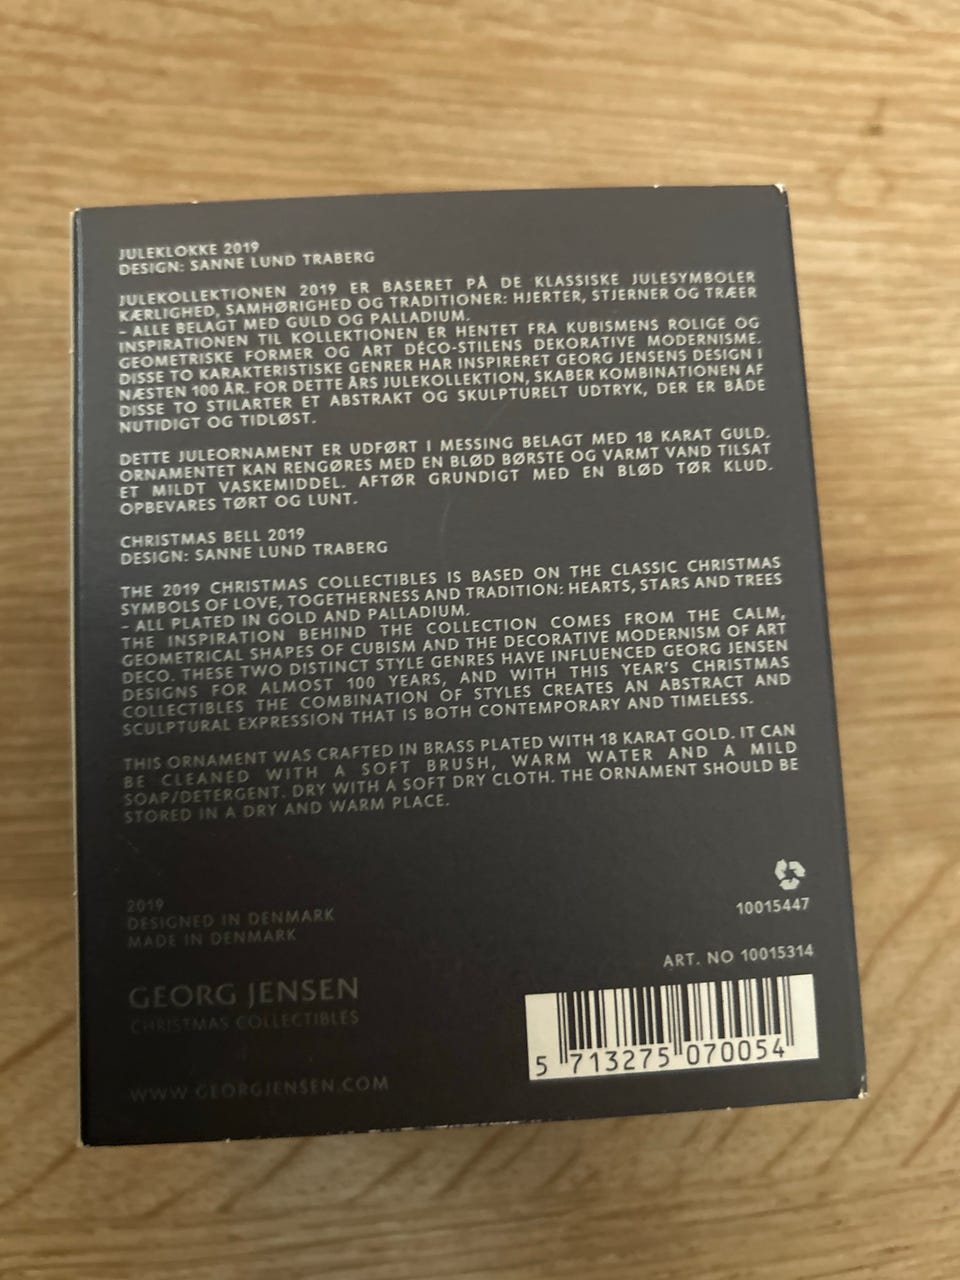 JULEKLOKKE 2019
DESIGN: SANNE LUND TRABERG
JULEKOLLEKTIONEN 2019 ER BASERET PÅ DE KLASSISKE JULESYMBOLER
KÆRLIGHED, SAMHØRIGHED OG TRADITIONER: HJERTER, STJERNER OG TRÆER
- ALLE BELAGT MED GULD OG PALLADIUM.
INSPIRATIONEN TIL KOLLEKTIONEN ER HENTET FRA KUBISMENS ROLIGE OG
GEOMETRISKE FORMER OG ART DÉCO-STILENS DEKORATIVE MODERNISME.
DISSE TO KARAKTERISTISKE GENRER HAR INSPIRERET GEORG JENSENS DESIGN I
NÆSTEN 100 ÅR. FOR DETTE ÅRS JULEKOLLEKTION, SKABER KOMBINATIONEN AF
DISSE TO STILARTER ET ABSTRAKT OG SKULPTURELT UDTRYK, DER ER BÅDE
NUTIDIGT OG TIDLØST.
DETTE JULEORNAMENT ER UDFØRT I MESSING BELAGT MED 18 KARAT GULD.
ORNAMENTET KAN RENGØRES MED EN BLØD BØRSTE OG VARMT VAND TILSAT
ET MILDT VASKEMIDDEL. AFTØR GRUNDIGT MED EN BLØD TØR KLUD.
OPBEVARES TØRT OG LUNT.
CHRISTMAS BELL 2019
DESIGN: SANNE LUND TRABERG
THE 2019 CHRISTMAS COLLECTIBLES IS BASED ON THE CLASSIC CHRISTMAS
SYMBOLS OF LOVE, TOGETHERNESS AND TRADITION: HEARTS, STARS AND TREES
- ALL PLATED IN GOLD AND PALLADIUM.
THE INSPIRATION BEHIND THE COLLECTION COMES FROM THE CALM,
GEOMETRICAL SHAPES OF CUBISM AND THE DECORATIVE MODERNISM OF ART
DECO. THESE TWO DISTINCT STYLE GENRES HAVE INFLUENCED GEORG JENSEN
DESIGNS FOR ALMOST 100 YEARS, AND WITH THIS YEAR'S CHRISTMAS
COLLECTIBLES THE COMBINATION OF STYLES CREATES AN ABSTRACT AND
SCULPTURAL EXPRESSION THAT IS BOTH CONTEMPORARY AND TIMELESS.
THIS ORNAMENT WAS CRAFTED IN BRASS PLATED WITH 18 KARAT GOLD. IT CAN
BE CLEANED WITH A SOFT BRUSH, WARM WATER AND A MILD
SOAP/DETERGENT. DRY WITH A SOFT DRY CLOTH. THE ORNAMENT SHOULD BE
STORED IN A DRY AND WARM PLACE.
2019
DESIGNED IN DENMARK
MADE IN DENMARK
GEORG JENSEN
CHRISTMAS COLLECTIBLES
WWW.GEORGJENSEN.COM
10015447
ART. NO 10015314
5 713275 070054